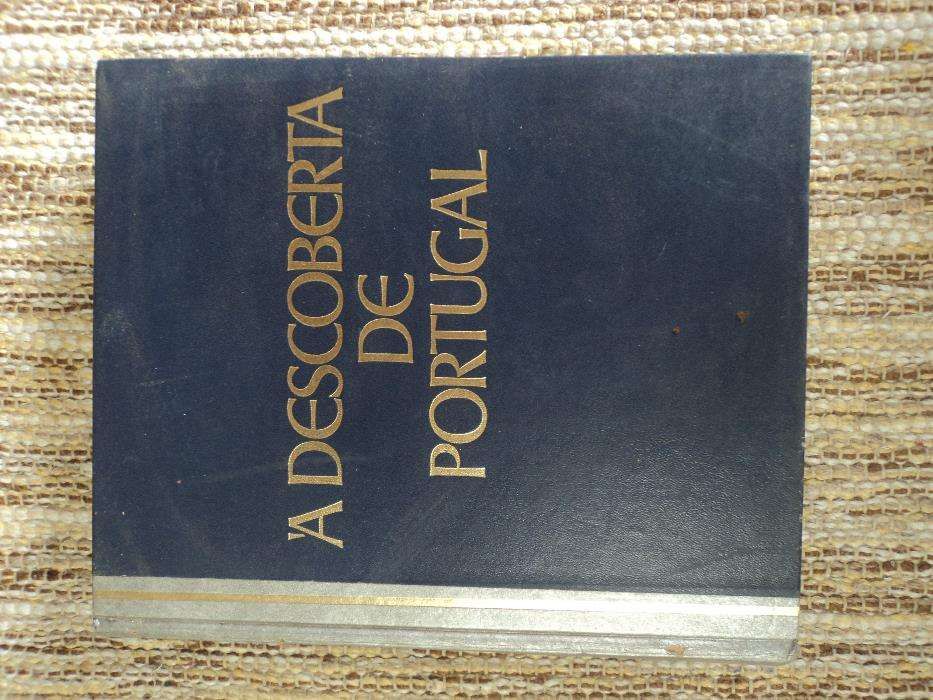 À DESCOBERTA
DE
PORTUGAL